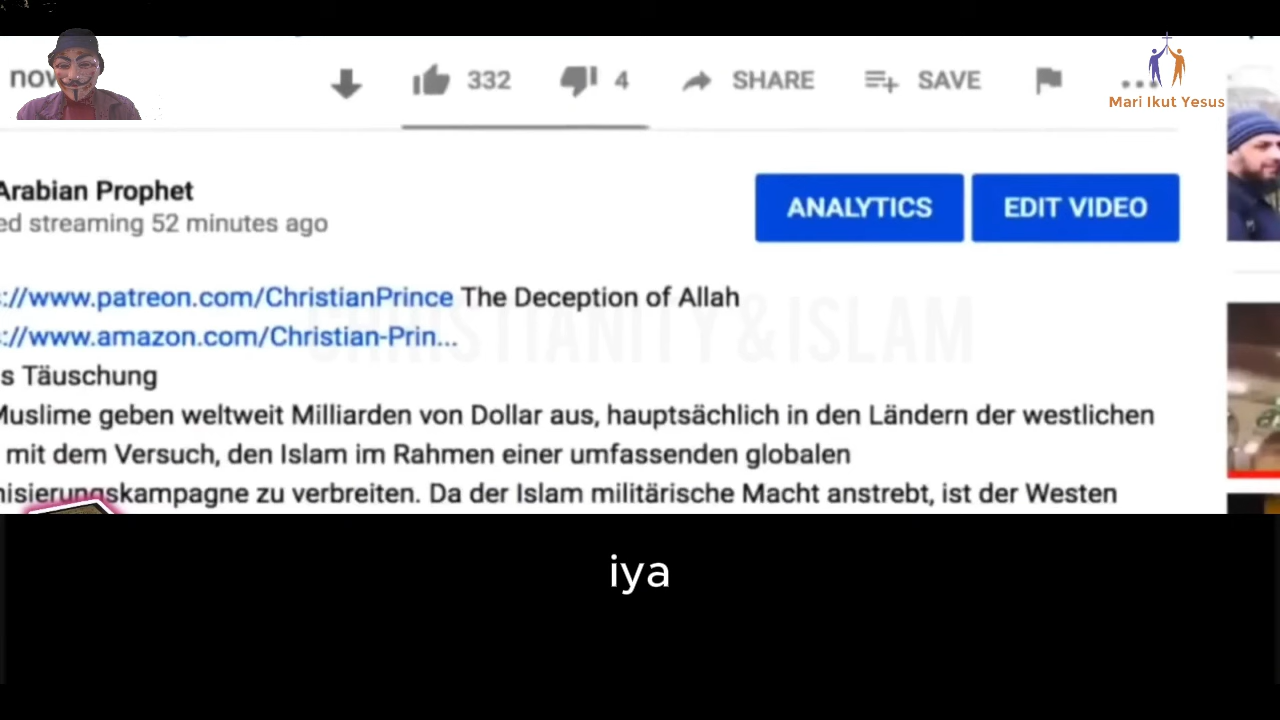 now
332
4
SHARE
SAVE
Mari Ikut Yesus
Arabian Prophet
ed streaming 52 minutes ago
ANALYTICS
EDIT VIDEO
://www.patreon.com/ChristianPrince The Deception of Allah
://www.amazon.com/Christian-Prin...
CHRISTIANITY & ISLAM
s Täuschung
Muslime geben weltweit Milliarden von Dollar aus, hauptsächlich in den Ländern der westlichen
mit dem Versuch, den Islam im Rahmen einer umfassenden globalen
nisierungskampagne zu verbreiten. Da der Islam militärische Macht anstrebt, ist der Westen
iya